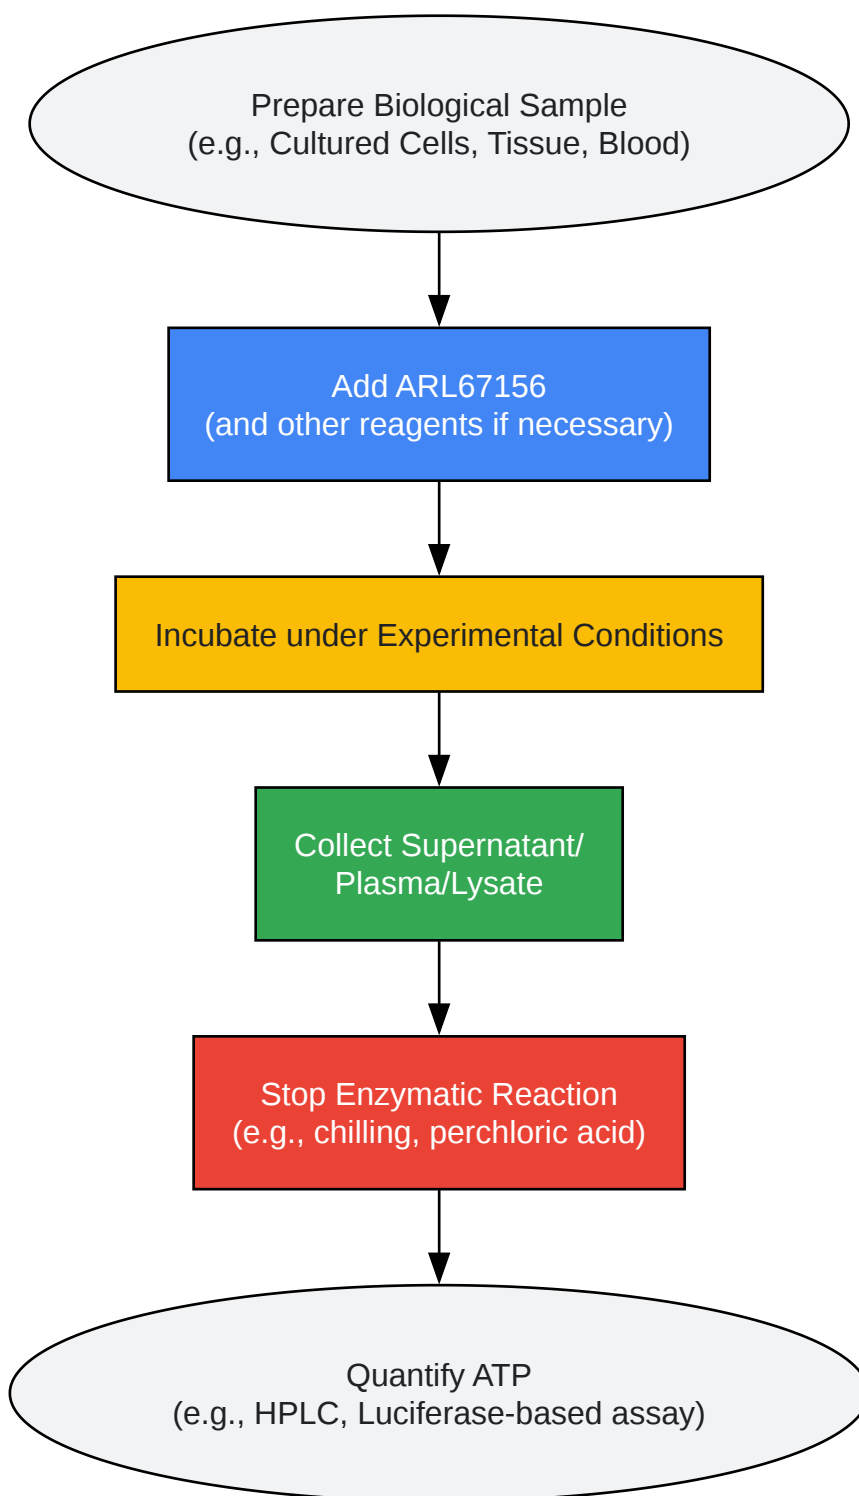 Prepare Biological Sample
(e.g., Cultured Cells, Tissue, Blood)
Add ARL67156
(and other reagents if necessary)
Incubate under Experimental Conditions
Collect Supernatant/
Plasma/Lysate
Stop Enzymatic Reaction
(e.g., chilling, perchloric acid)
Quantify ATP
(e.g., HPLC, Luciferase-based assay)